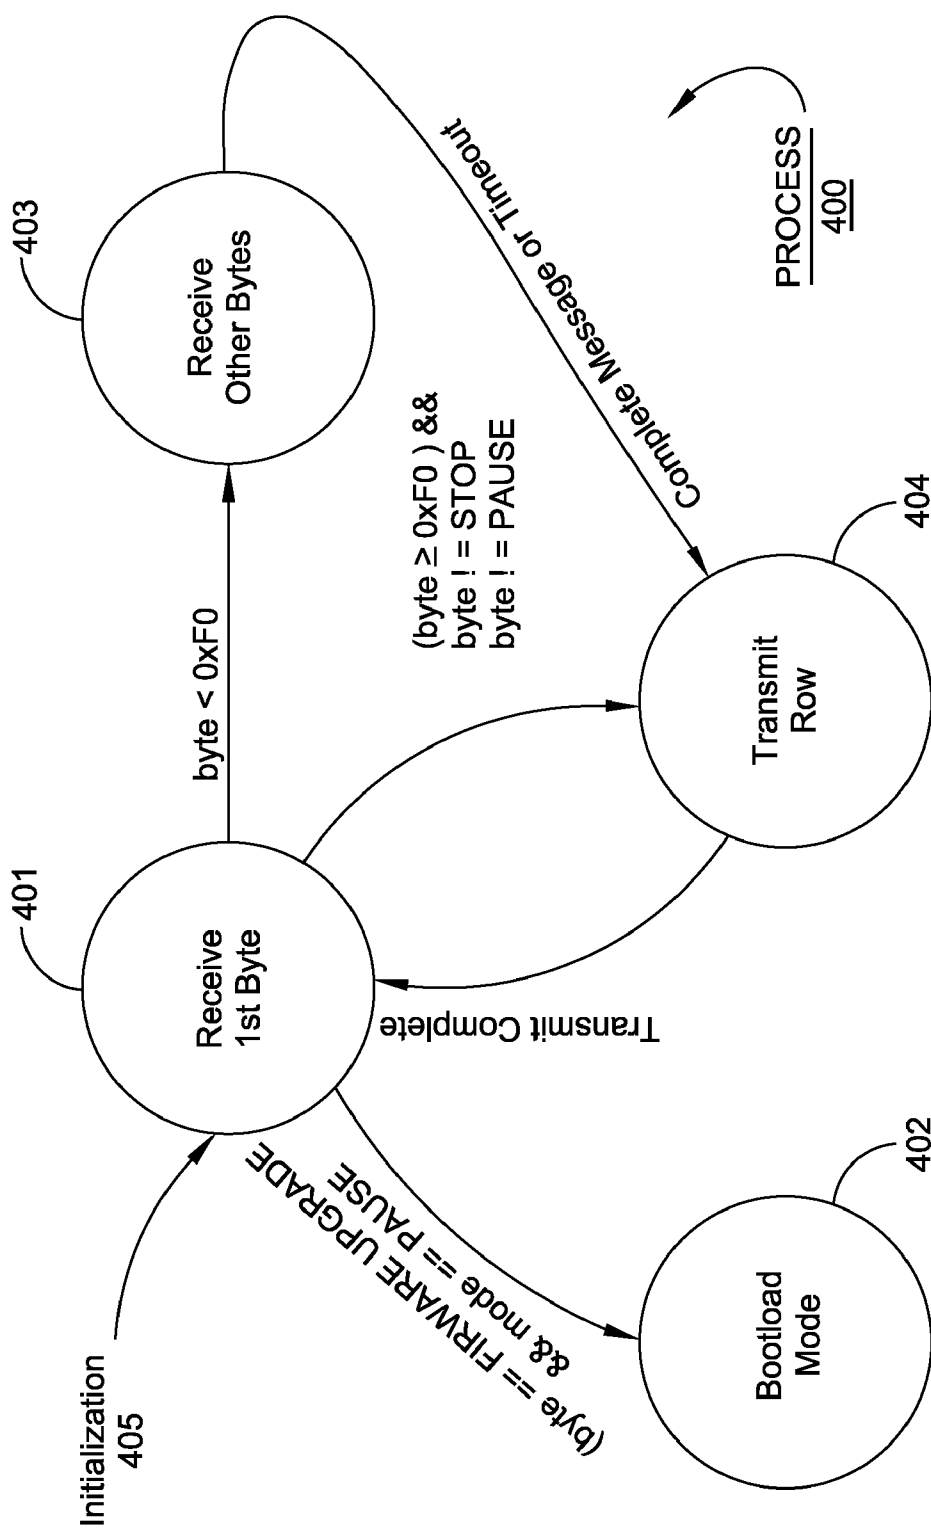 Initialization
405
401
403
Receive
1st Byte
byte < 0xF0
Receive
Other Bytes
(byte == FIRWARE UPGRADE
&& mode == PAUSE
Transmit Complete
(byte ≥ 0xF0 ) &&
byte ! = STOP
byte ! = PAUSE
Complete Message or Timeout
Bootload
Mode
402
Transmit
Row
404
PROCESS
400